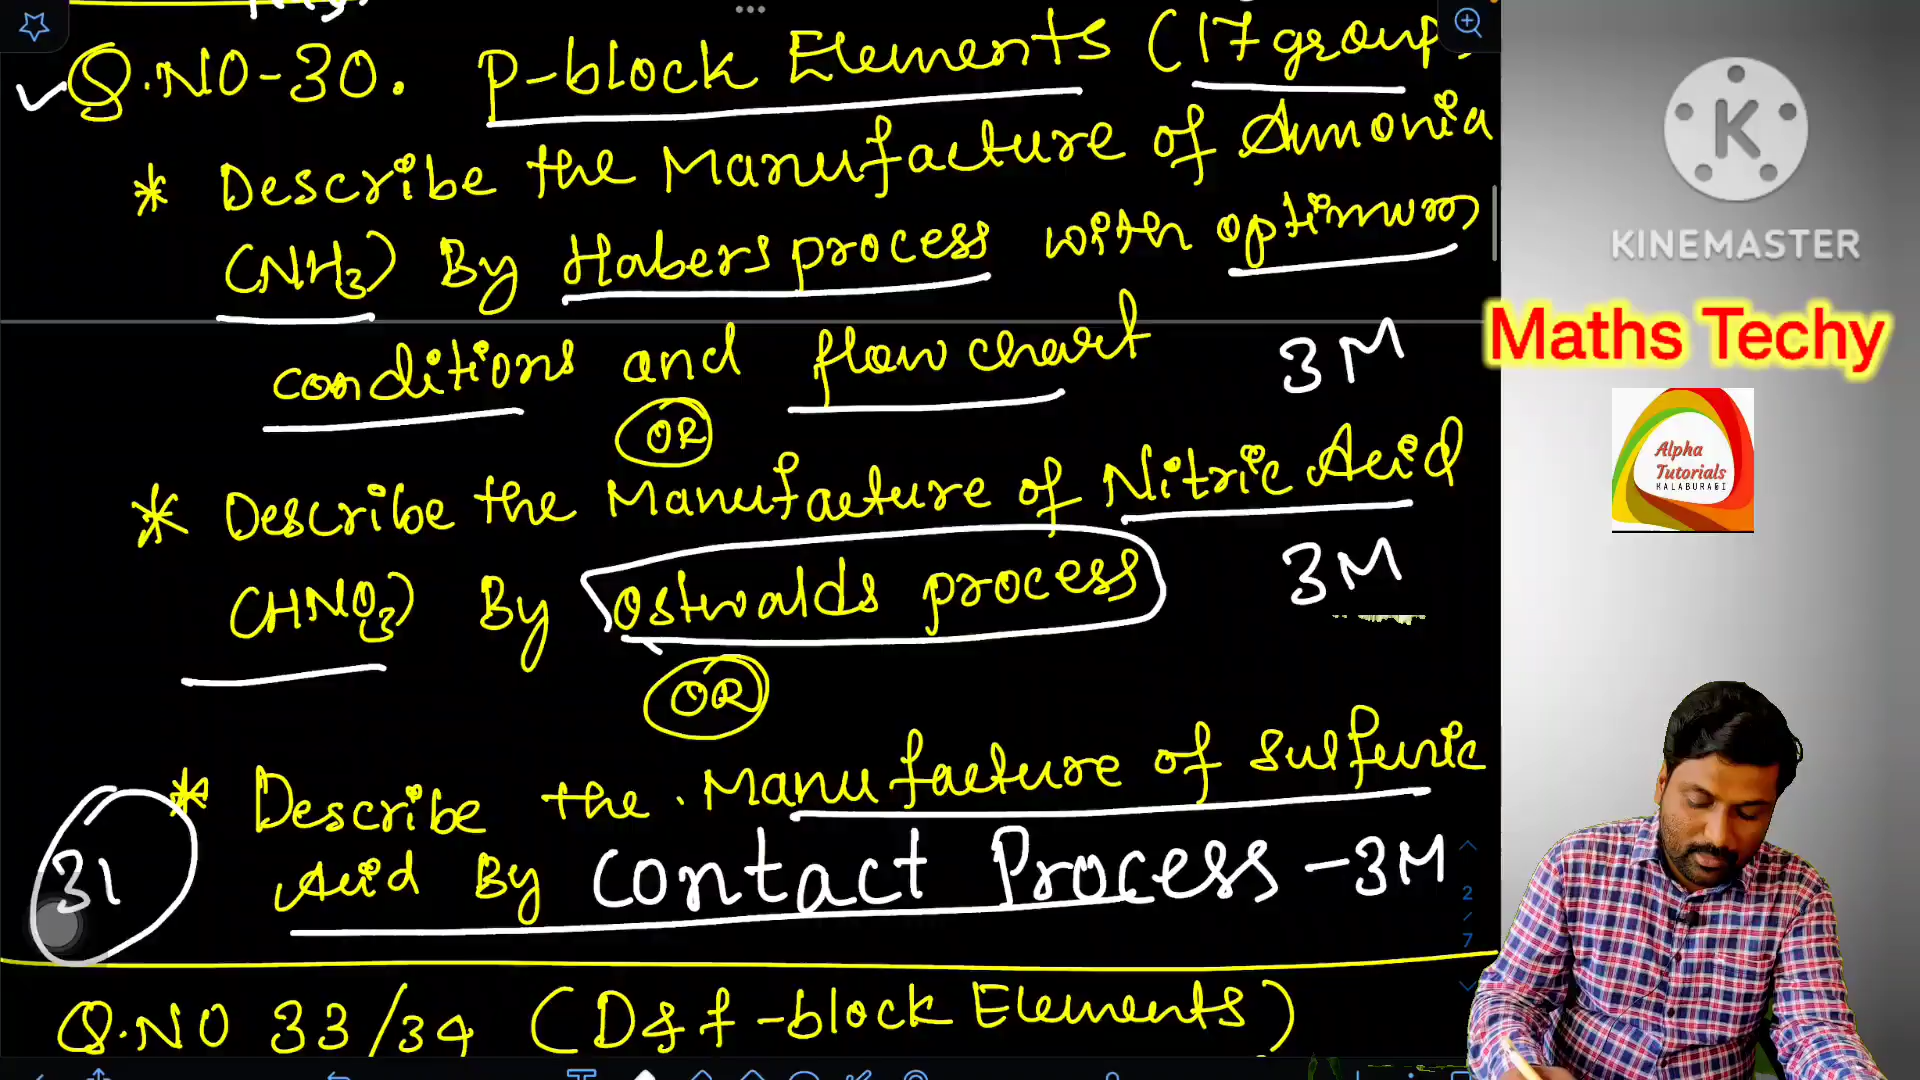 Q.NO-30. P-block Elements (17 group
* Describe the Manufacture of Ammonia
(NH3) By Habers process with optimum
conditions and flow chart 3M
OR
* Describe the Manufacture of Nitric Acid
(HNO3) By ostwalds process 3M
OR
* Describe the Manufacture of sulfuric
31 Acid By Contact Process - 3M
Q.NO 33/34 (D & f -block Elements)
2
/
7
K
KINEMASTER
Maths Techy
Alpha
Tutorials
KALABURAGI